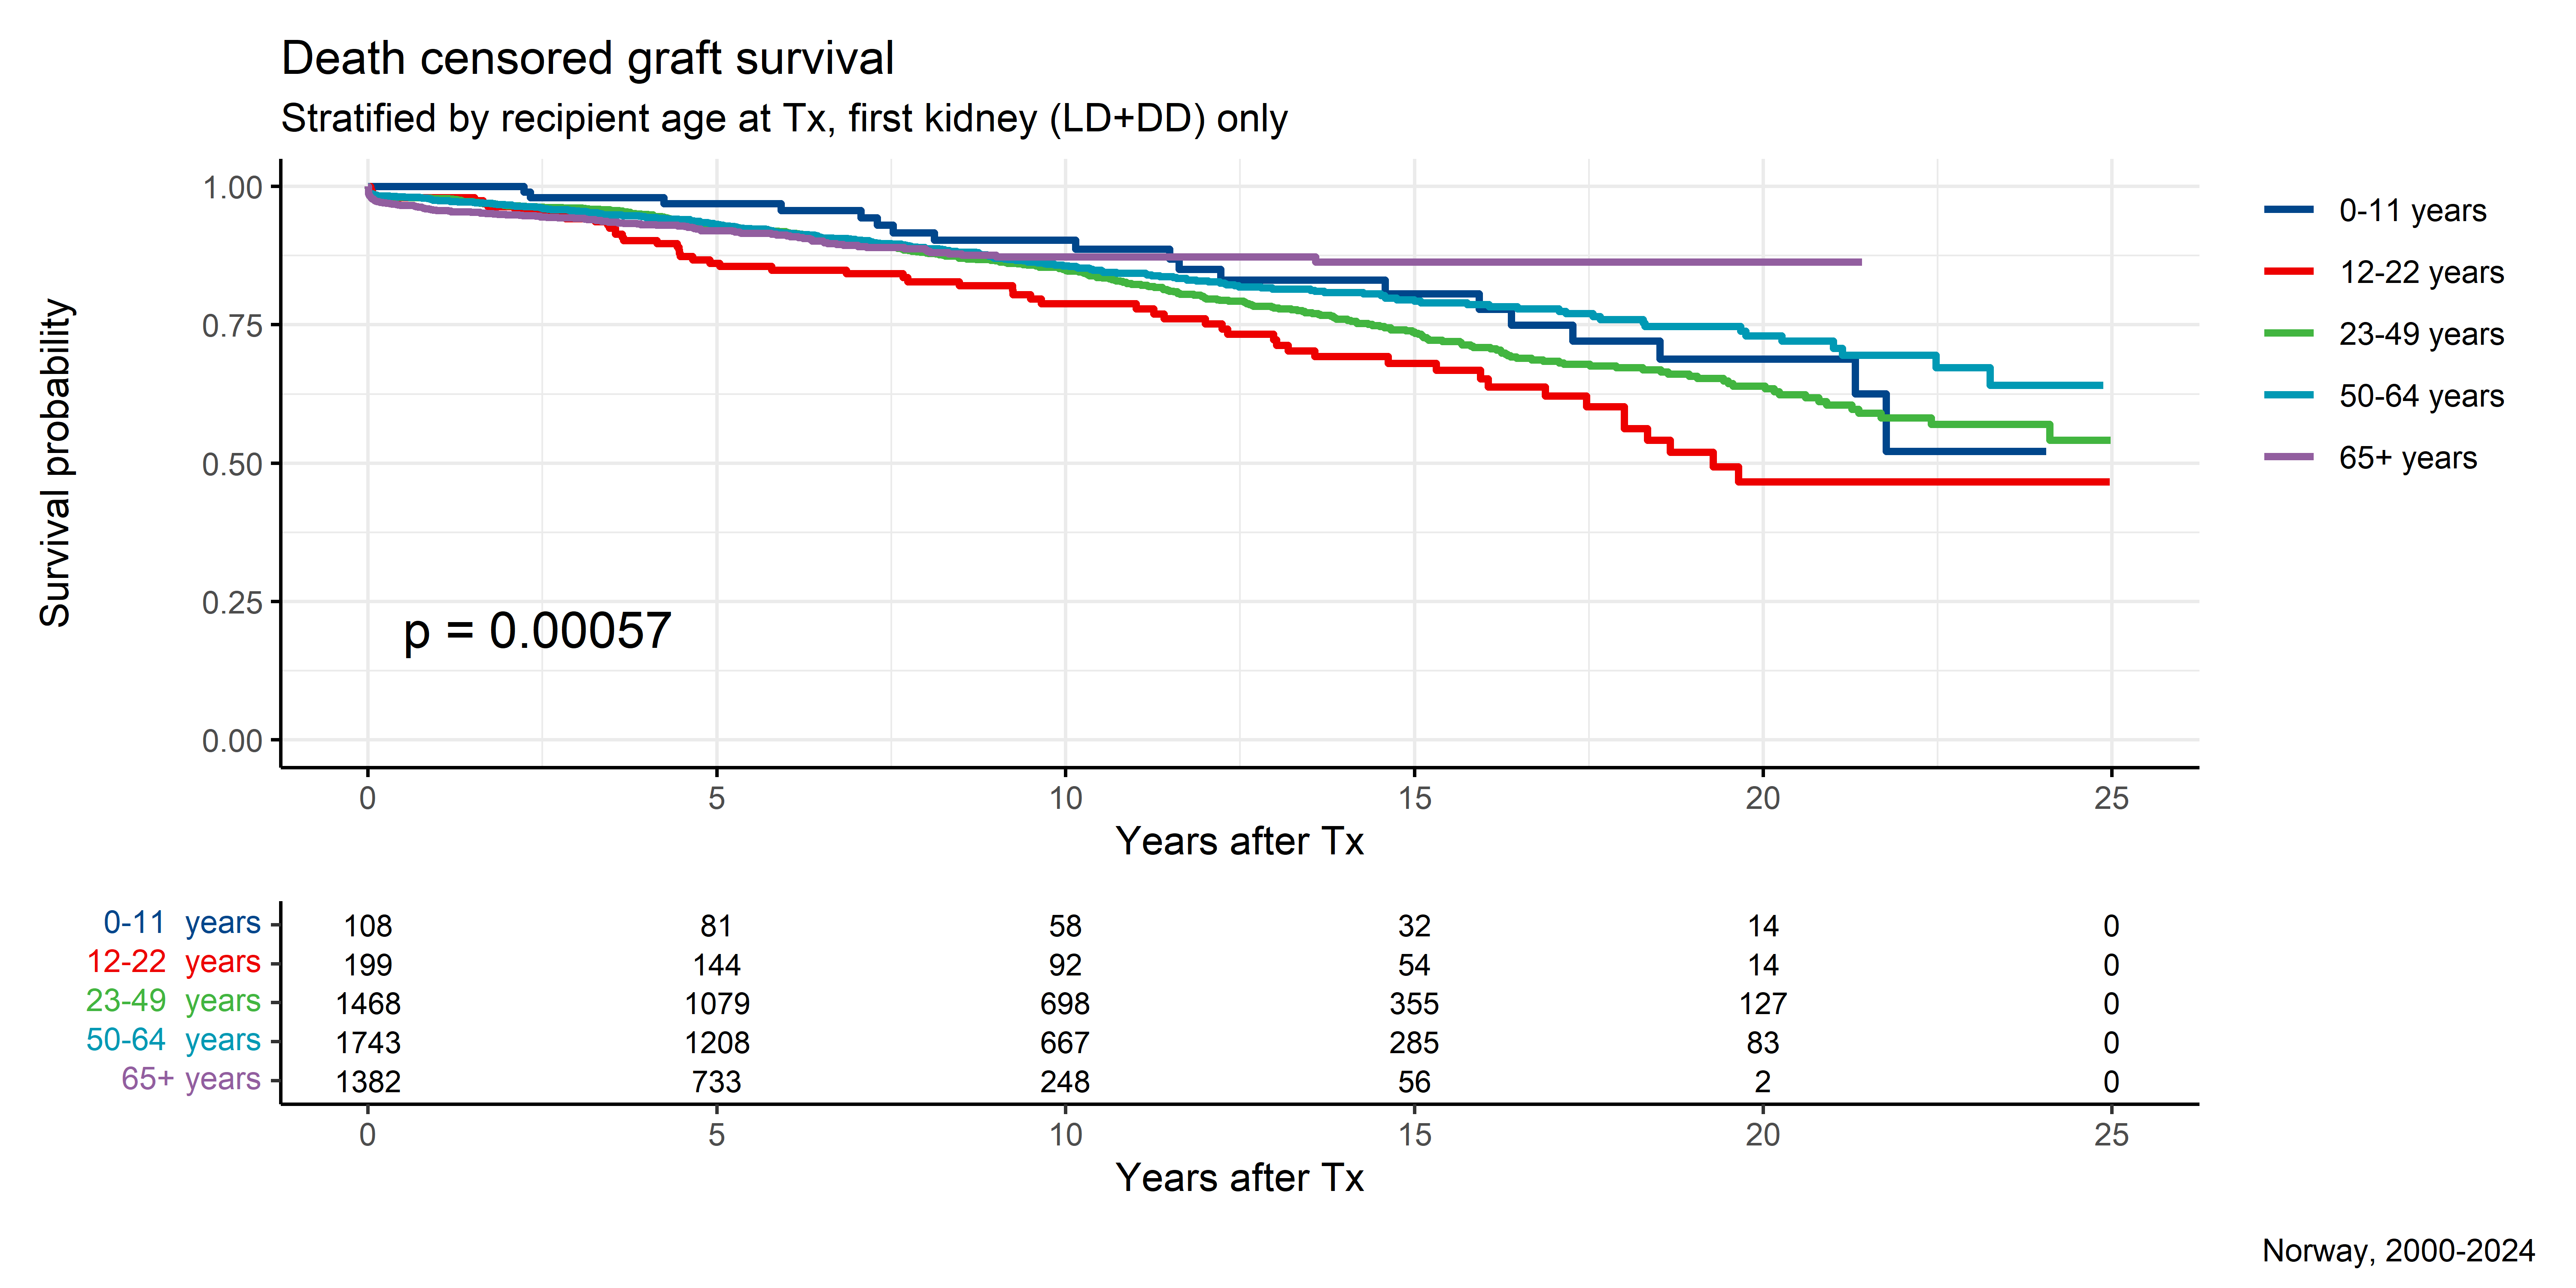 Death censored graft survival
Stratified by recipient age at Tx, first kidney (LD+DD) only
Survival probability
1.00
0.75
0.50
0.25
0.00
p = 0.00057
0 5 10 15 20 25
Years after Tx
0-11 years
12-22 years
23-49 years
50-64 years
65+ years
0-11 years 108 81 58 32 14 0
12-22 years 199 144 92 54 14 0
23-49 years 1468 1079 698 355 127 0
50-64 years 1743 1208 667 285 83 0
65+ years 1382 733 248 56 2 0
0 5 10 15 20 25
Years after Tx
Norway, 2000-2024